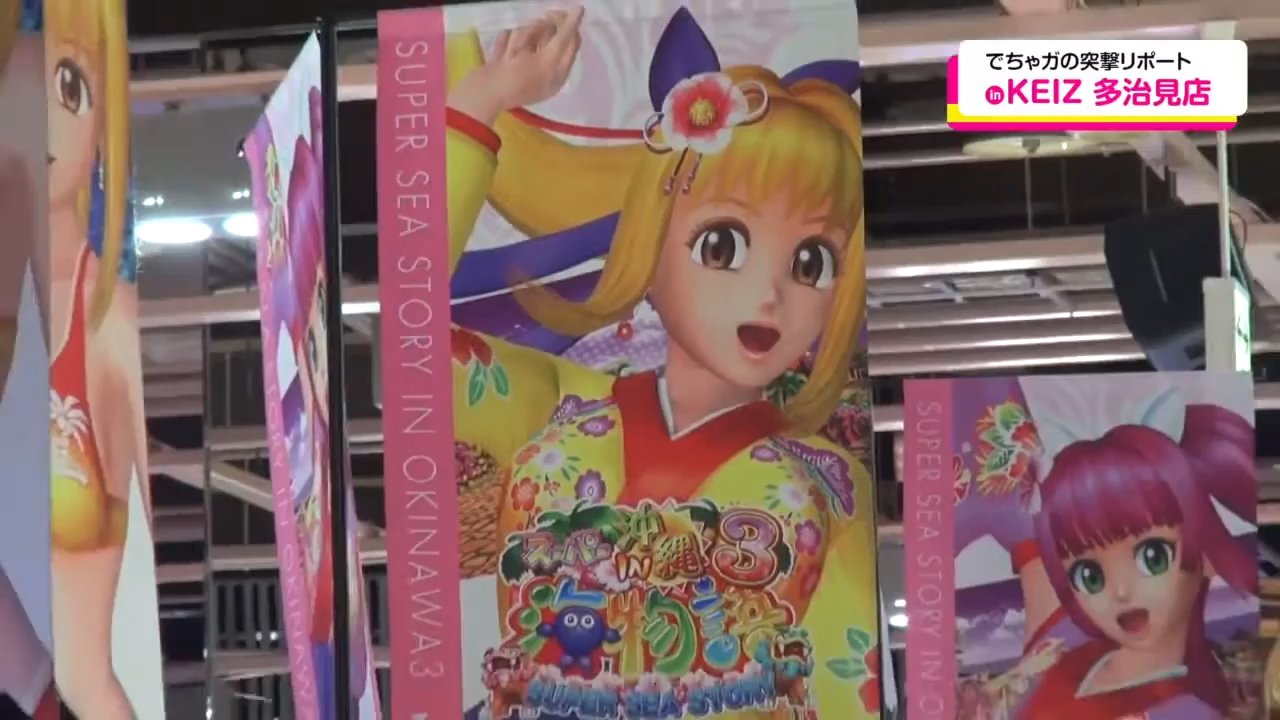 でちゃガの突撃リポート
in KEIZ 多治見店
SUPER SEA STORY IN OKINAWA3
スーパー
海物語
IN
沖縄
3
SUPER SEA STORY
SUPER SEA STORY IN O